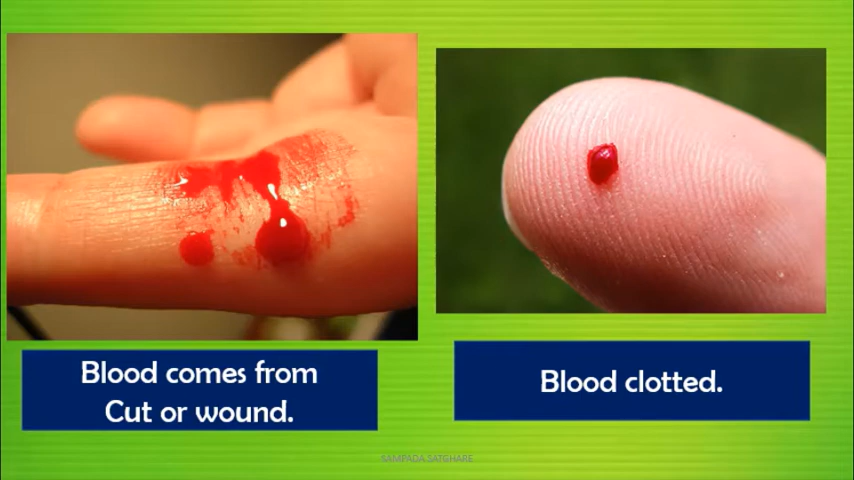 Blood comes from
Cut or wound.
Blood clotted.
SAMPADA SATGHARE